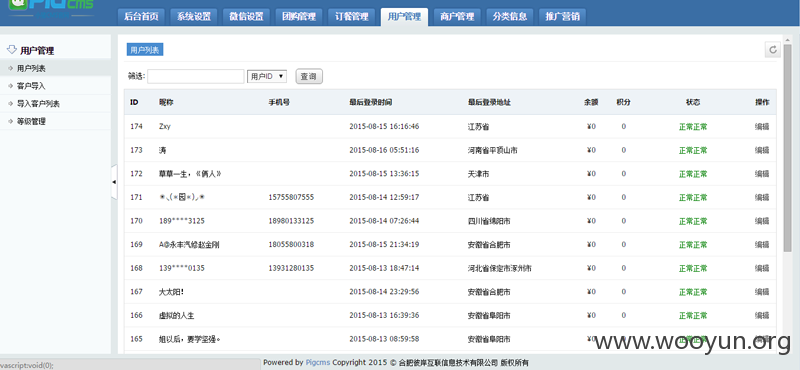 Pigcms
后台首页 系统设置 微信设置 团购管理 订餐管理 用户管理 商户管理 分类信息 推广营销
用户管理
用户列表
客户导入
导入客户列表
等级管理
用户列表
筛选: 用户ID 查询
ID 昵称 手机号 最后登录时间 最后登录地址 余额 积分 状态 操作
174 Zxy 2015-08-15 16:16:46 江苏省 ¥0 0 正常正常 编辑
173 涛 2015-08-16 05:51:16 河南省平顶山市 ¥0 0 正常正常 编辑
172 草草一生，《俩人》 2015-08-15 13:36:15 天津市 ¥0 0 正常正常 编辑
171 15755807555 2015-08-14 12:59:17 江苏省 ¥0 0 正常正常 编辑
170 189****3125 18980133125 2015-08-14 07:26:44 四川省绵阳市 ¥0 0 正常正常 编辑
169 A@永丰汽修赵金刚 18055800318 2015-08-15 21:34:19 安徽省合肥市 ¥0 0 正常正常 编辑
168 139****0135 13931280135 2015-08-13 18:47:14 河北省保定市涿州市 ¥0 0 正常正常 编辑
167 大太阳! 2015-08-14 23:29:56 安徽省合肥市 ¥0 0 正常正常 编辑
166 虚拟的人生 2015-08-13 16:39:36 安徽省阜阳市 ¥0 0 正常正常 编辑
165 姐以后，要学坚强。 2015-08-13 08:59:58 安徽省阜阳市 ¥0 0 正常正常 编辑
www.wooyun.org
Powered by Pigcms Copyright 2015 © 合肥彼岸互联信息技术有限公司 版权所有
vascript:void(0);